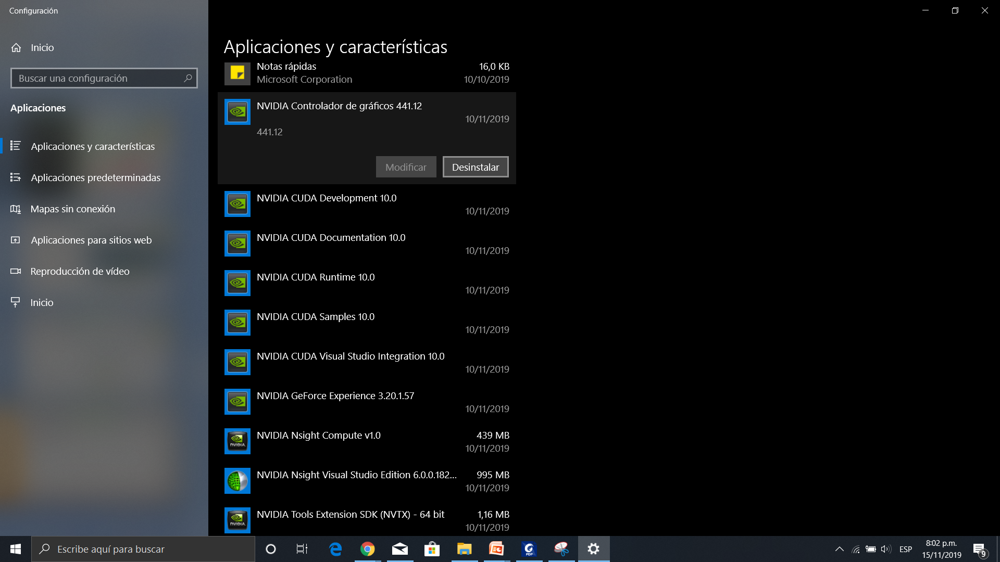 Configuración
Inicio
Buscar una configuración
Aplicaciones
Aplicaciones y características
Aplicaciones predeterminadas
Mapas sin conexión
Aplicaciones para sitios web
Reproducción de vídeo
Inicio
Aplicaciones y características
Notas rápidas 16,0 KB
Microsoft Corporation 10/10/2019
NVIDIA Controlador de gráficos 441.12
10/11/2019
441.12
Modificar Desinstalar
NVIDIA CUDA Development 10.0
10/11/2019
NVIDIA CUDA Documentation 10.0
10/11/2019
NVIDIA CUDA Runtime 10.0
10/11/2019
NVIDIA CUDA Samples 10.0
10/11/2019
NVIDIA CUDA Visual Studio Integration 10.0
10/11/2019
NVIDIA GeForce Experience 3.20.1.57
10/11/2019
NVIDIA Nsight Compute v1.0 439 MB
10/11/2019
NVIDIA Nsight Visual Studio Edition 6.0.0.182... 995 MB
10/11/2019
NVIDIA Tools Extension SDK (NVTX) - 64 bit 1,16 MB
10/11/2019
Escribe aquí para buscar
ESP
8:02 p.m.
15/11/2019
9